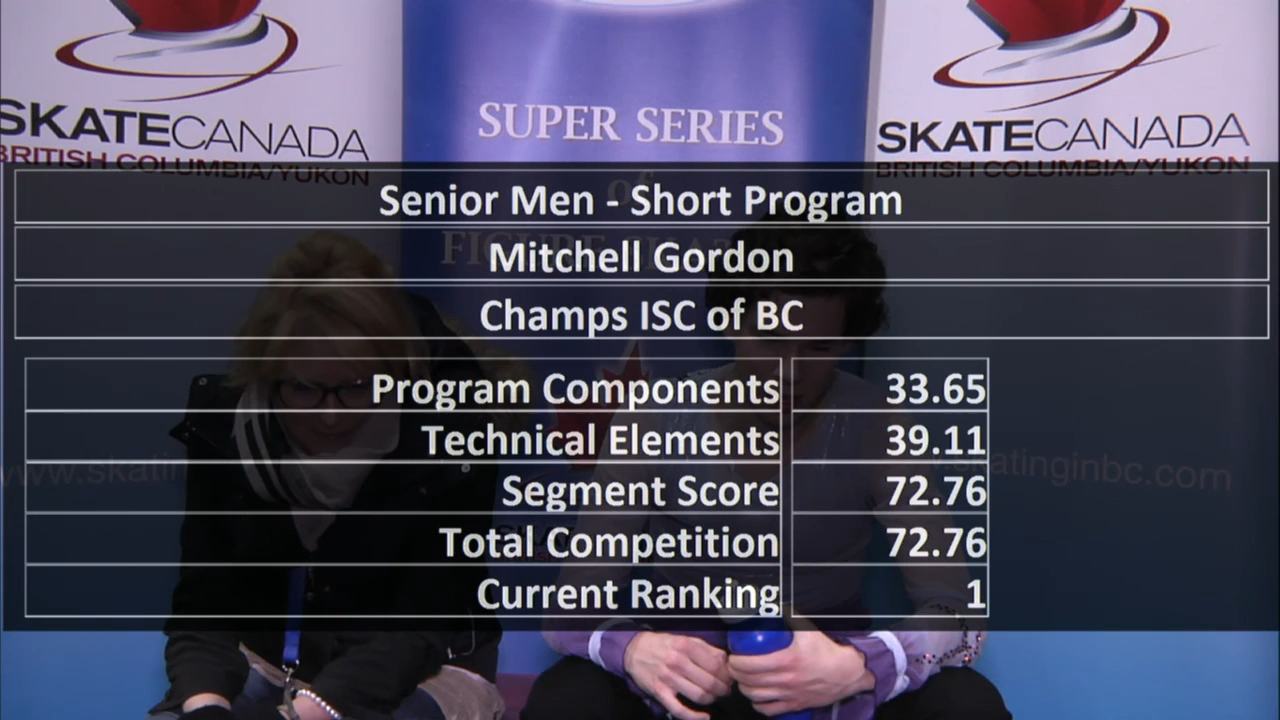 SKATECANADA
BRITISH COLUMBIA/YUKON
SUPER SERIES
of
SKATECANADA
BRITISH COLUMBIA/YUKON
Senior Men - Short Program
Mitchell Gordon
Champs ISC of BC
Program Components 33.65
Technical Elements 39.11
Segment Score 72.76
Total Competition 72.76
Current Ranking 1